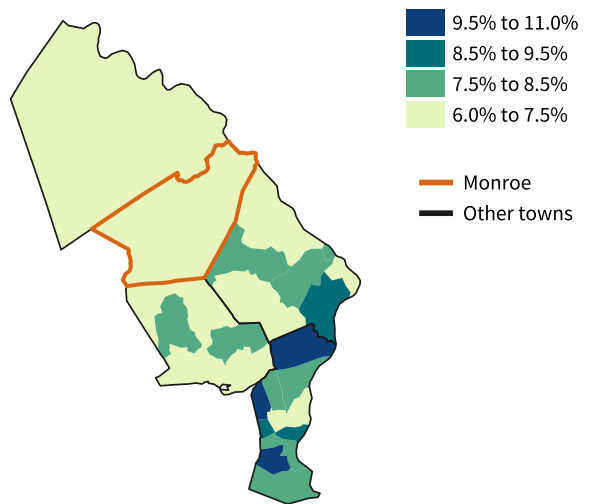 9.5% to 11.0%
8.5% to 9.5%
7.5% to 8.5%
6.0% to 7.5%
Monroe
Other towns